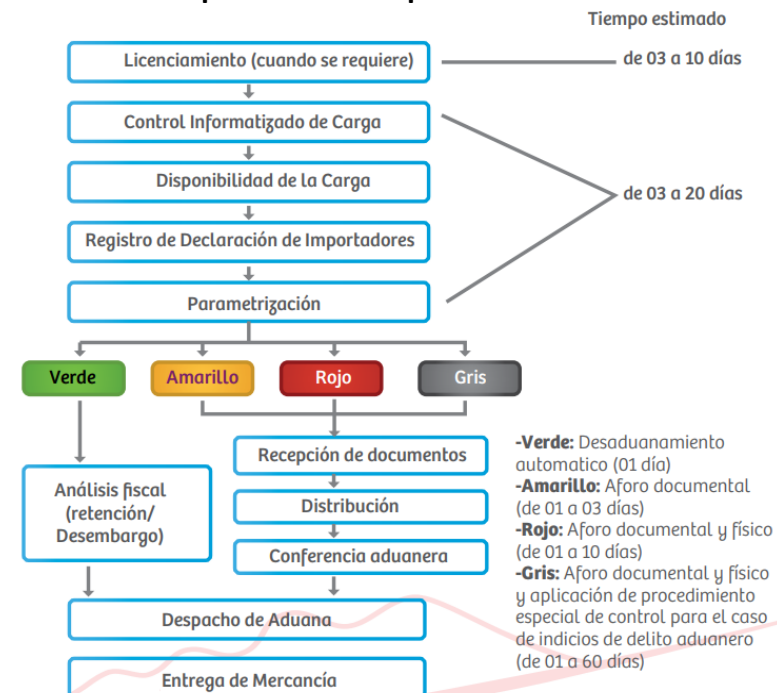 Tiempo estimado
Licenciamiento (cuando se requiere)
de 03 a 10 días
Control Informatizado de Carga
Disponibilidad de la Carga
de 03 a 20 días
Registro de Declaración de Importadores
Parametrización
Verde
Amarillo
Rojo
Gris
Análisis fiscal
(retención/
Desembargo)
Recepción de documentos
Distribución
Conferencia aduanera
-Verde: Desaduanamiento
automatico (01 día)
-Amarillo: Aforo documental
(de 01 a 03 días)
-Rojo: Aforo documental y físico
(de 01 a 10 días)
-Gris: Aforo documental y físico
y aplicación de procedimiento
especial de control para el caso
de indicios de delito aduanero
(de 01 a 60 días)
Despacho de Aduana
Entrega de Mercancía